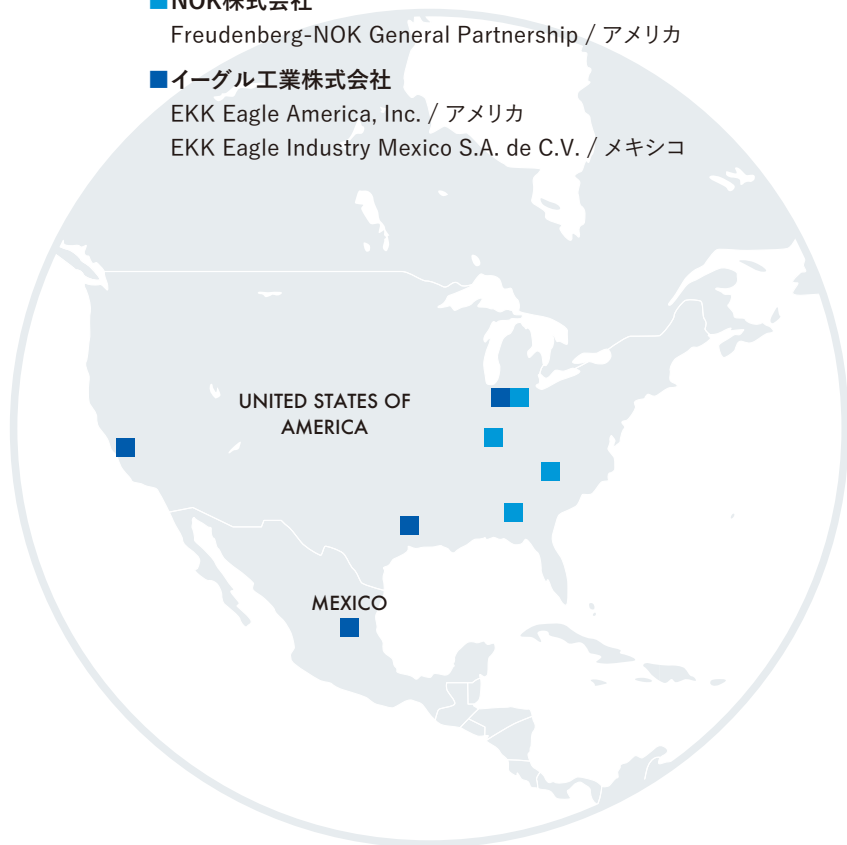 ■NOK株式会社
Freudenberg-NOK General Partnership / アメリカ
■イーグル工業株式会社
EKK Eagle America, Inc. / アメリカ
EKK Eagle Industry Mexico S.A. de C.V. / メキシコ
UNITED STATES OF
AMERICA
MEXICO